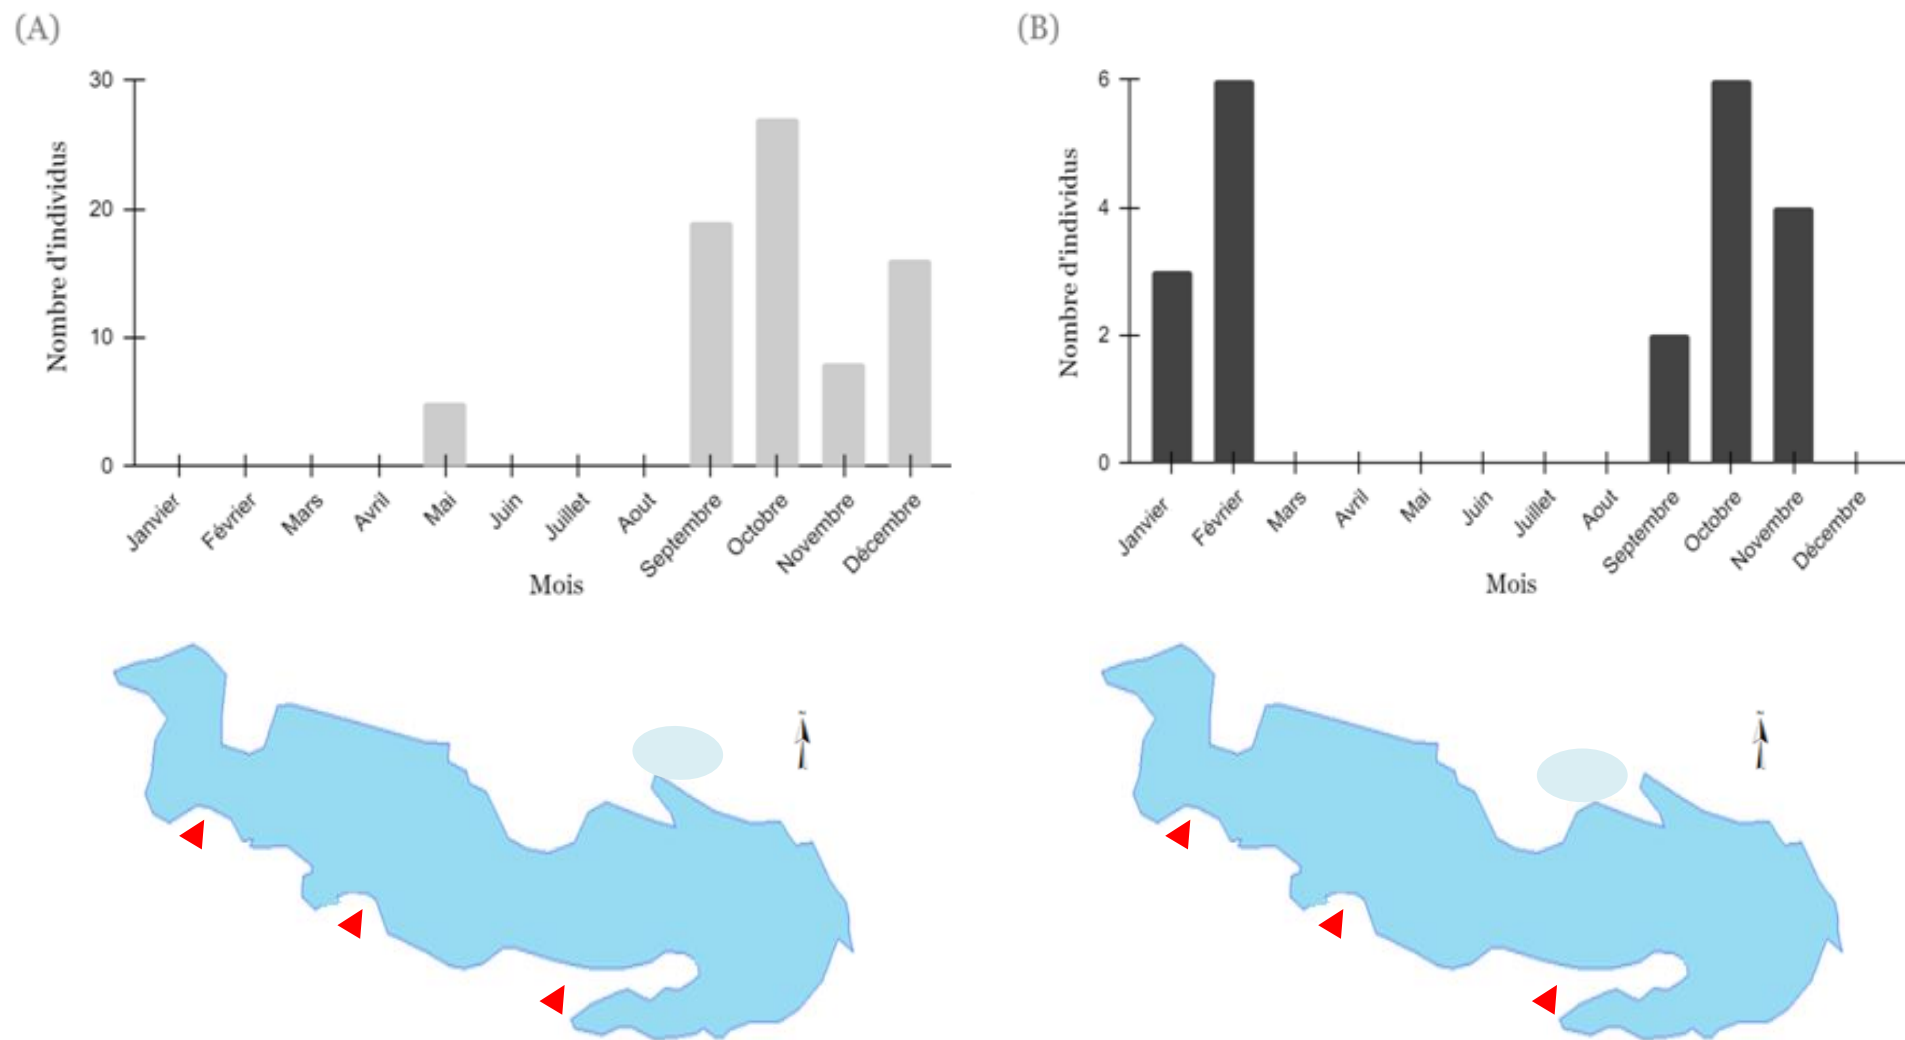 (A)
30
20
10
0
Nombre d'individus
Janvier
Février
Mars
Avril
Mai
Juin
Juillet
Aout
Septembre
Octobre
Novembre
Décembre
Mois
(B)
6
4
2
0
Nombre d'individus
Janvier
Février
Mars
Avril
Mai
Juin
Juillet
Aout
Septembre
Octobre
Novembre
Décembre
Mois